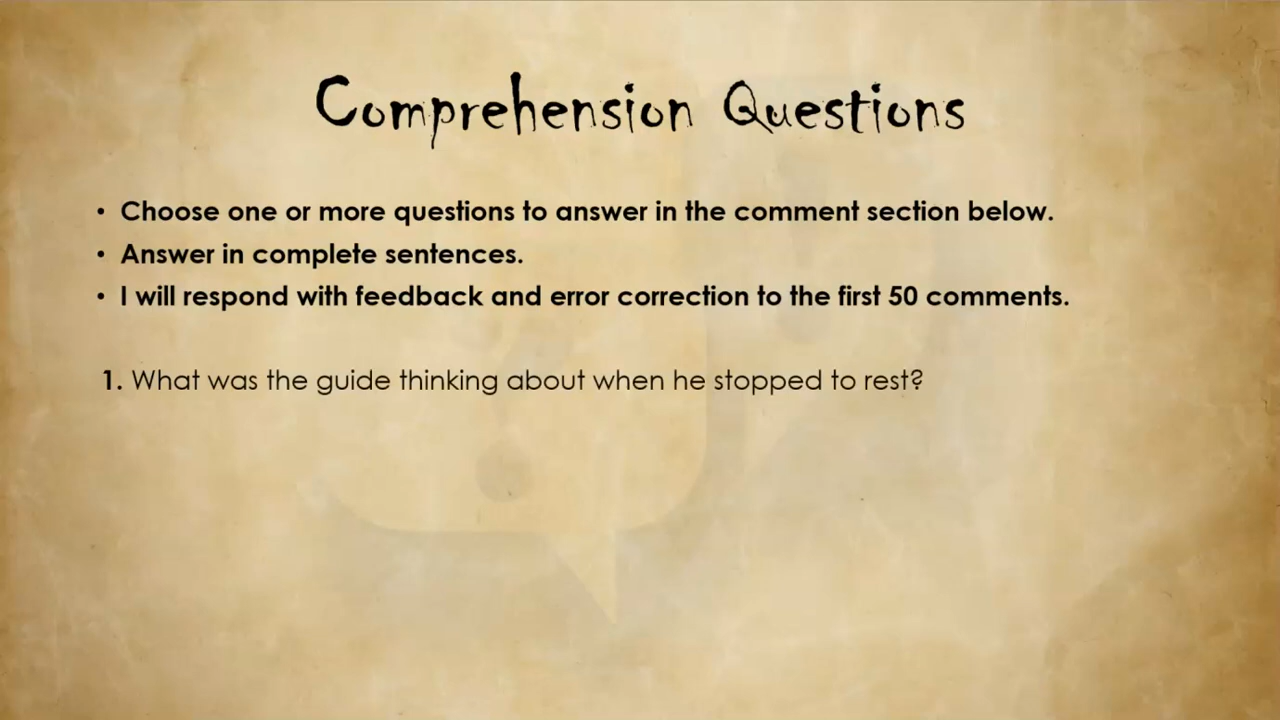 Comprehension Questions
• Choose one or more questions to answer in the comment section below.
• Answer in complete sentences.
• I will respond with feedback and error correction to the first 50 comments.
1. What was the guide thinking about when he stopped to rest?